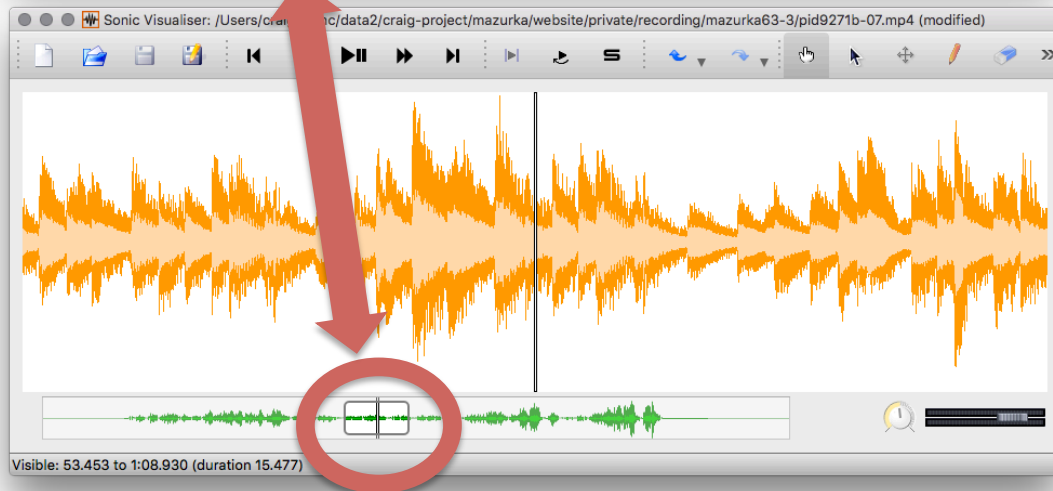 Sonic Visualiser: /Users/ nc/data2/craig-project/mazurka/website/private/recording/mazurka63-3/pid9271b-07.mp4 (modified)
Visible: 53.453 to 1:08.930 (duration 15.477)